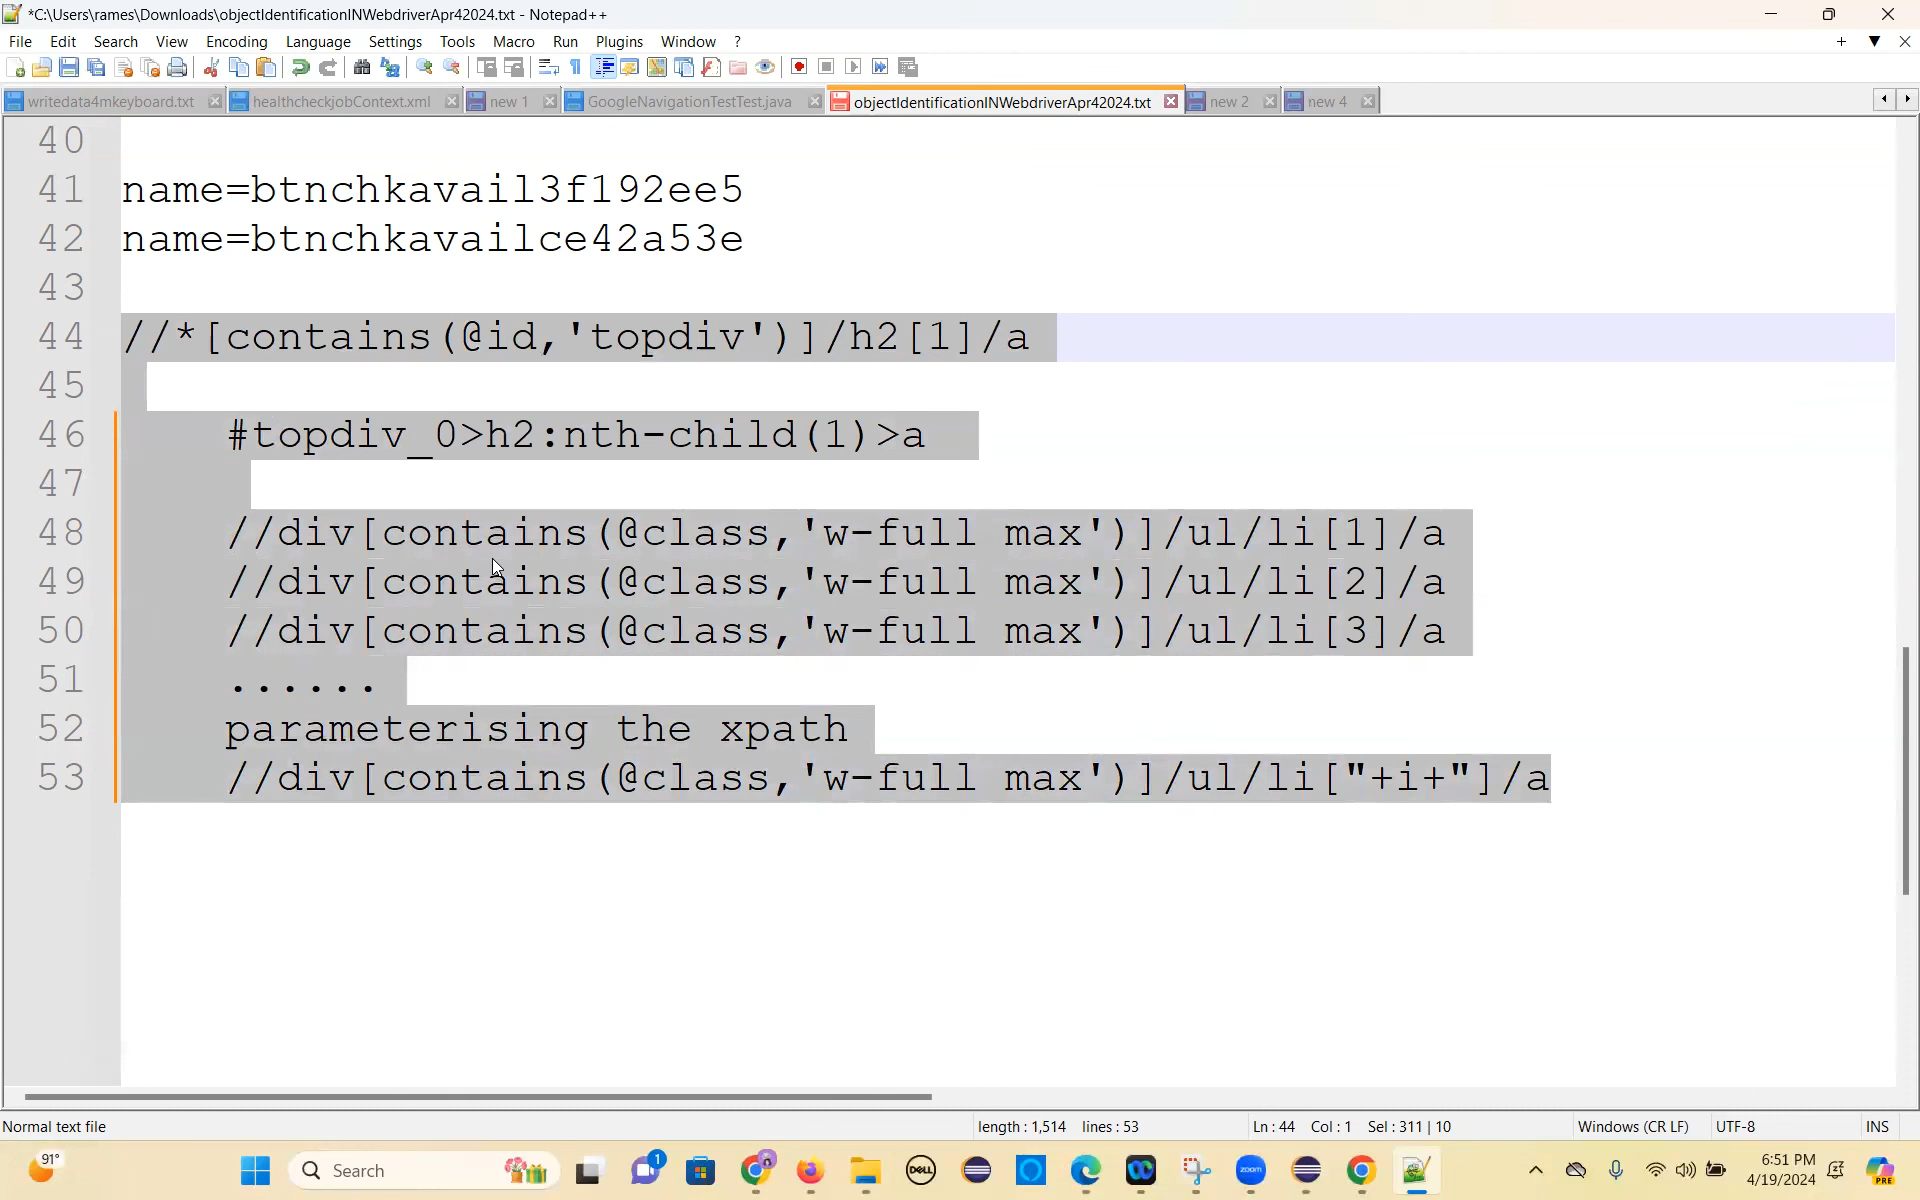 *C:\Users\rames\Downloads\objectIdentificationINWebdriverApr42024.txt - Notepad++
File Edit Search View Encoding Language Settings Tools Macro Run Plugins Window ?
writedata4mkeyboard.txt healthcheckjobContext.xml new 1 GoogleNavigationTestTest.java objectIdentificationINWebdriverApr42024.txt new 2 new 4
40
41 name=btnchkavail3f192ee5
42 name=btnchkavailce42a53e
43
44 //*[contains(@id,'topdiv')]/h2[1]/a
45
46 #topdiv_0>h2:nth-child(1)>a
47
48 //div[contains(@class,'w-full max')]/ul/li[1]/a
49 //div[contains(@class,'w-full max')]/ul/li[2]/a
50 //div[contains(@class,'w-full max')]/ul/li[3]/a
51 ......
52 parameterising the xpath
53 //div[contains(@class,'w-full max')]/ul/li["+i+"]/a
Normal text file length : 1,514 lines : 53 Ln : 44 Col : 1 Sel : 311 | 10 Windows (CR LF) UTF-8 INS
91° Search 1 DELL zoom 6:51 PM PRE
4/19/2024